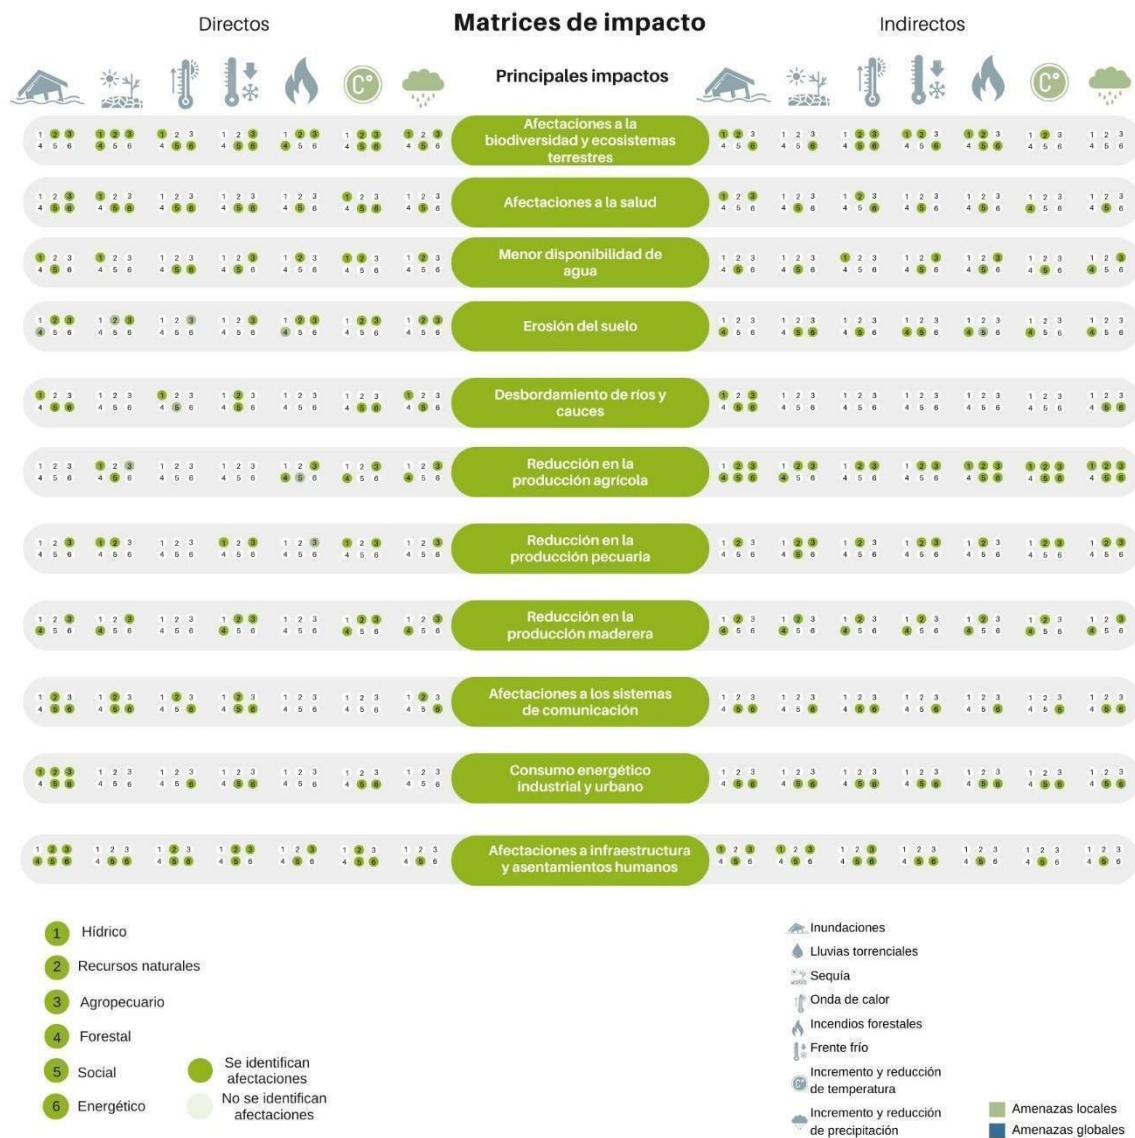 Matrices de impacto
Directos
Indirectos
Principales impactos
Afectaciones a la
biodiversidad y ecosistemas
terrestres
Afectaciones a la salud
Menor disponibilidad de
agua
Erosión del suelo
Desbordamiento de ríos y
cauces
Reducción en la
producción agrícola
Reducción en la
producción pecuaria
Reducción en la
producción maderera
Afectaciones a los sistemas
de comunicación
Consumo energético
industrial y urbano
Afectaciones a infraestructura
y asentamientos humanos
1 Hídrico
2 Recursos naturales
3 Agropecuario
4 Forestal
5 Social
6 Energético
Se identifican
afectaciones
No se identifican
afectaciones
Inundaciones
Lluvias torrenciales
Sequía
Onda de calor
Incendios forestales
Frente frío
C° Incremento y reducción
de temperatura
Incremento y reducción
de precipitación
Amenazas locales
Amenazas globales